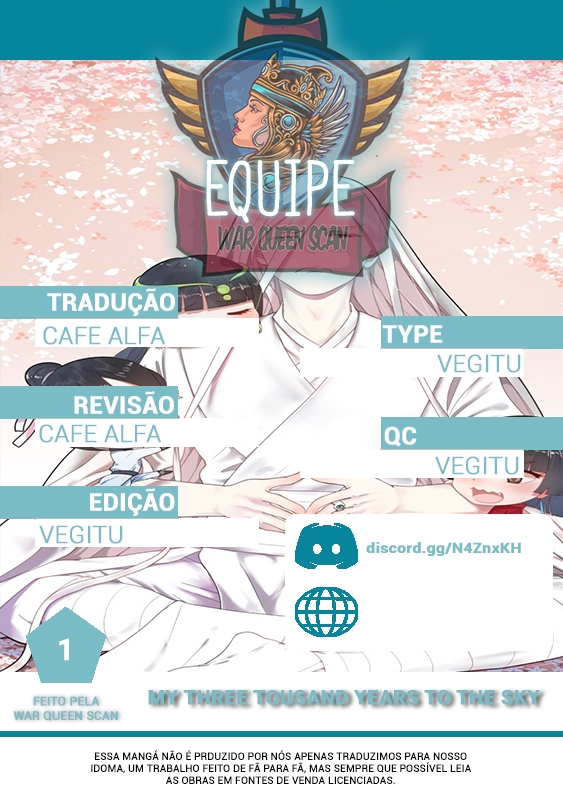 EQUIPE
WAR QUEEN SCAN
TRADUÇÃO
CAFE ALFA
TYPE
VEGITU
REVISÃO
CAFE ALFA
QC
VEGITU
EDIÇÃO
VEGITU
discord.gg/N4ZnxKH
1
FEITO PELA
WAR QUEEN SCAN
MY THREE TOUSAND YEARS TO THE SKY
ESSA MANGÁ NÃO É PRDUZIDO POR NÓS APENAS TRADUZIMOS PARA NOSSO
IDOMA, UM TRABALHO FEITO DE FÃ PARA FÃ, MAS SEMPRE QUE POSSÍVEL LEIA
AS OBRAS EM FONTES DE VENDA LICENCIADAS.